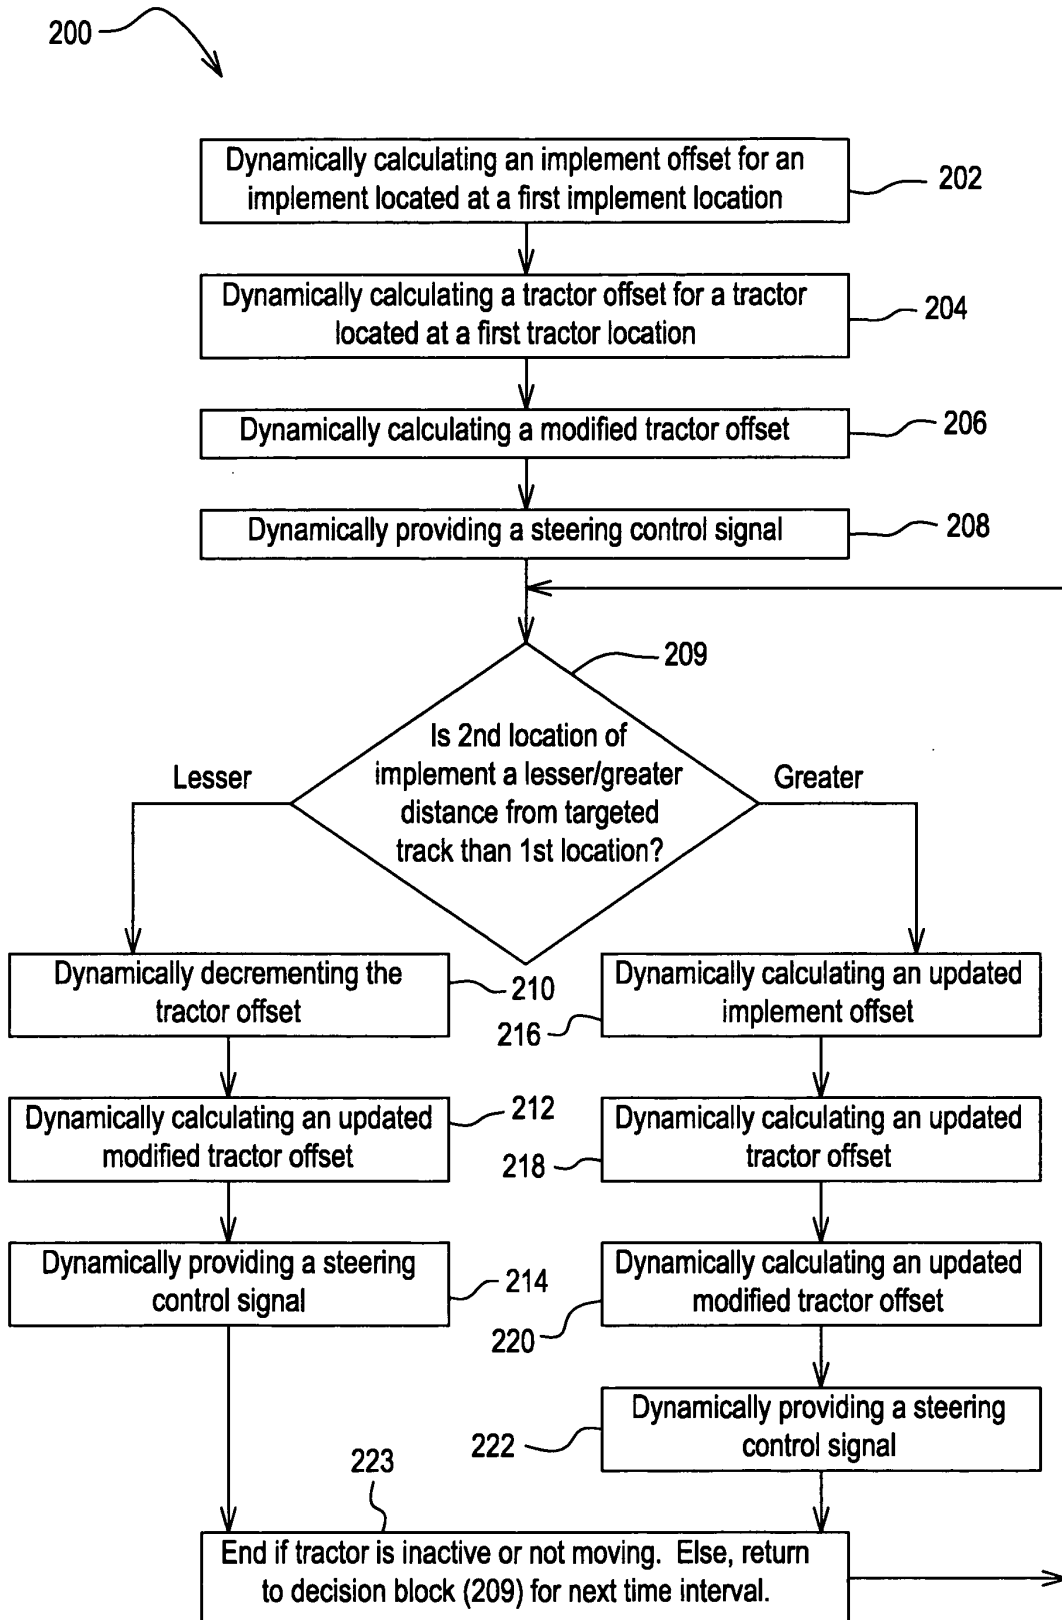 200
Dynamically calculating an implement offset for an
implement located at a first implement location
202
Dynamically calculating a tractor offset for a tractor
located at a first tractor location
204
Dynamically calculating a modified tractor offset
206
Dynamically providing a steering control signal
208
209
Is 2nd location of
implement a lesser/greater
distance from targeted
track than 1st location?
Lesser
Greater
Dynamically decrementing the
tractor offset
210
Dynamically calculating an updated
modified tractor offset
212
Dynamically providing a steering
control signal
214
Dynamically calculating an updated
implement offset
216
Dynamically calculating an updated
tractor offset
218
Dynamically calculating an updated
modified tractor offset
220
Dynamically providing a steering
control signal
222
223
End if tractor is inactive or not moving. Else, return
to decision block (209) for next time interval.